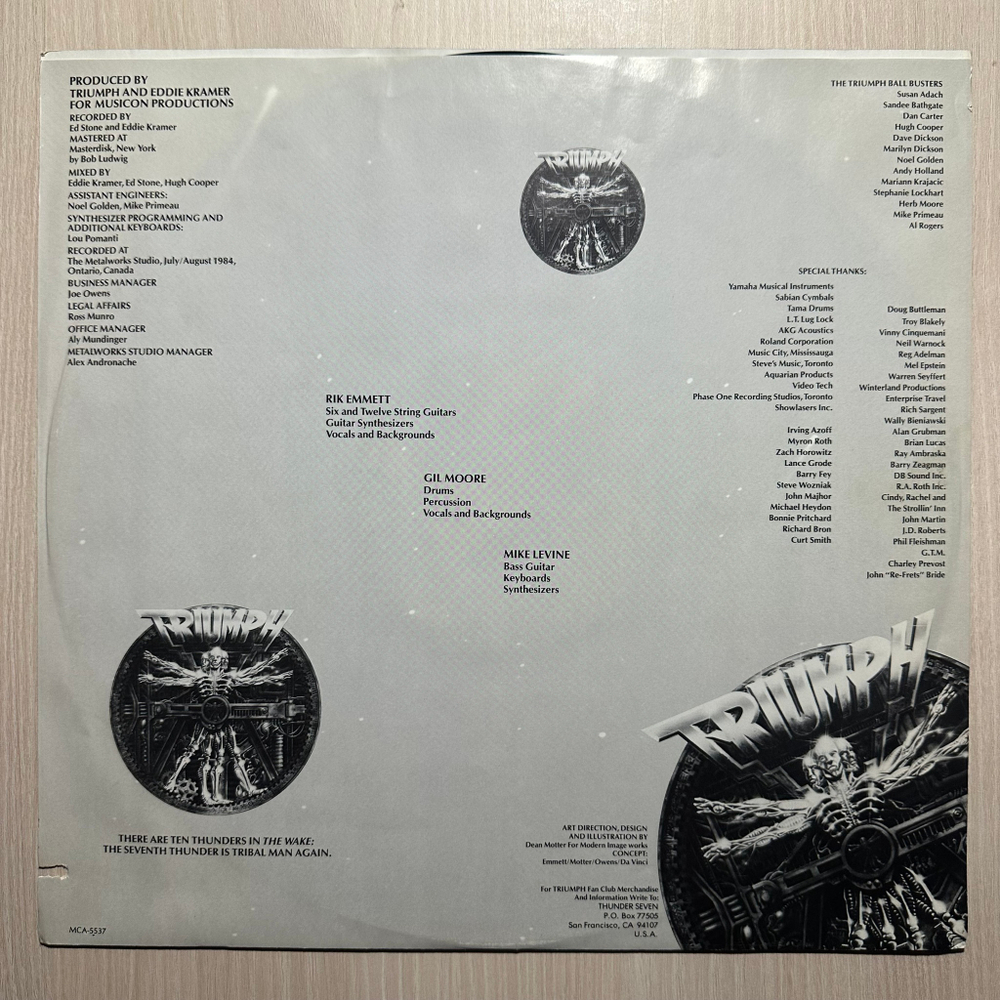 PRODUCED BY
TRIUMPH AND EDDIE KRAMER
FOR MUSICON PRODUCTIONS
RECORDED BY
Ed Stone and Eddie Kramer
MASTERED AT
Masterdisk, New York
by Bob Ludwig
MIXED BY
Eddie Kramer, Ed Stone, Hugh Cooper
ASSISTANT ENGINEERS:
Noel Golden, Mike Primeau
SYNTHESIZER PROGRAMMING AND
ADDITIONAL KEYBOARDS:
Lou Pomanti
RECORDED AT
The Metalworks Studio, July/August 1984,
Ontario, Canada
BUSINESS MANAGER
Joe Owens
LEGAL AFFAIRS
Ross Munro
OFFICE MANAGER
Aly Mundinger
METALWORKS STUDIO MANAGER
Alex Andronache
TRIUMPH
THE TRIUMPH BALL BUSTERS
Susan Adach
Sandee Bathgate
Dan Carter
Hugh Cooper
Dave Dickson
Marilyn Dickson
Noel Golden
Andy Holland
Mariann Krajacic
Stephanie Lockhart
Herb Moore
Mike Primeau
Al Rogers
SPECIAL THANKS:
Yamaha Musical Instruments
Sabian Cymbals
Tama Drums
L.T. Lug Lock
AKG Acoustics
Roland Corporation
Music City, Mississauga
Steve's Music, Toronto
Aquarian Products
Video Tech
Phase One Recording Studios, Toronto
Showlasers Inc.
Irving Azoff
Myron Roth
Zach Horowitz
Lance Grode
Barry Fey
Steve Wozniak
John Majhor
Michael Heydon
Bonnie Pritchard
Richard Bron
Curt Smith
Doug Buttleman
Troy Blakely
Vinny Cinquemani
Neil Warnock
Reg Adelman
Mel Epstein
Warren Seyffert
Winterland Productions
Enterprise Travel
Rich Sargent
Wally Bieniawski
Alan Grubman
Brian Lucas
Ray Ambraska
Barry Zeagman
DB Sound Inc.
R.A. Roth Inc.
Cindy, Rachel and
The Strollin' Inn
John Martin
J.D. Roberts
Phil Fleishman
G.T.M.
Charley Prevost
John "Re-Frets" Bride
RIK EMMETT
Six and Twelve String Guitars
Guitar Synthesizers
Vocals and Backgrounds
GIL MOORE
Drums
Percussion
Vocals and Backgrounds
MIKE LEVINE
Bass Guitar
Keyboards
Synthesizers
TRIUMPH
THERE ARE TEN THUNDERS IN THE WAKE:
THE SEVENTH THUNDER IS TRIBAL MAN AGAIN.
TRIUMPH
ART DIRECTION, DESIGN
AND ILLUSTRATION BY
Dean Motter For Modern Image works
CONCEPT:
Emmett/Motter/Owens/Da Vinci
For TRIUMPH Fan Club Merchandise
And Information Write To:
THUNDER SEVEN
P.O. Box 77505
San Francisco, CA 94107
U.S.A.
MCA-5537